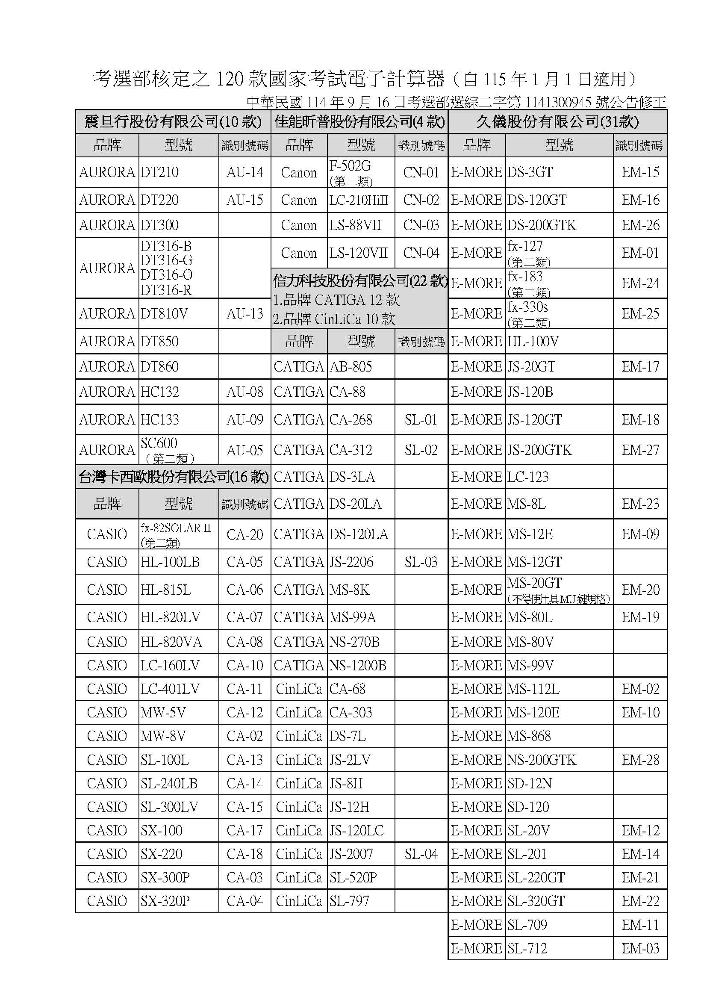 考選部核定之 120 款國家考試電子計算器（自 115 年 1 月 1 日適用）
中華民國 114 年 9 月 16 日考選部選綜二字第 1141300945 號公告修正
震旦行股份有限公司(10 款)
品牌 型號 識別號碼
AURORA DT210 AU-14
AURORA DT220 AU-15
AURORA DT300
AURORA DT316-B
DT316-G
DT316-O
DT316-R
AURORA DT810V AU-13
AURORA DT850
AURORA DT860
AURORA HC132 AU-08
AURORA HC133 AU-09
AURORA SC600 AU-05
（第二類）
台灣卡西歐股份有限公司(16 款)
品牌 型號 識別號碼
CASIO fx-82SOLAR II CA-20
(第二類)
CASIO HL-100LB CA-05
CASIO HL-815L CA-06
CASIO HL-820LV CA-07
CASIO HL-820VA CA-08
CASIO LC-160LV CA-10
CASIO LC-401LV CA-11
CASIO MW-5V CA-12
CASIO MW-8V CA-02
CASIO SL-100L CA-13
CASIO SL-240LB CA-14
CASIO SL-300LV CA-15
CASIO SX-100 CA-17
CASIO SX-220 CA-18
CASIO SX-300P CA-03
CASIO SX-320P CA-04
佳能昕普股份有限公司(4 款)
品牌 型號 識別號碼
Canon F-502G CN-01
(第二類)
Canon LC-210HiII CN-02
Canon LS-88VII CN-03
Canon LS-120VII CN-04
信力科技股份有限公司(22 款)
1.品牌 CATIGA 12 款
2.品牌 CinLiCa 10 款
品牌 型號 識別號碼
CATIGA AB-805
CATIGA CA-88
CATIGA CA-268 SL-01
CATIGA CA-312 SL-02
CATIGA DS-3LA
CATIGA DS-20LA
CATIGA DS-120LA
CATIGA JS-2206 SL-03
CATIGA MS-8K
CATIGA MS-99A
CATIGA NS-270B
CATIGA NS-1200B
CinLiCa CA-68
CinLiCa CA-303
CinLiCa DS-7L
CinLiCa JS-2LV
CinLiCa JS-8H
CinLiCa JS-12H
CinLiCa JS-120LC
CinLiCa JS-2007 SL-04
CinLiCa SL-520P
CinLiCa SL-797
久儀股份有限公司(31款)
品牌 型號 識別號碼
E-MORE DS-3GT EM-15
E-MORE DS-120GT EM-16
E-MORE DS-200GTK EM-26
E-MORE fx-127 EM-01
(第二類)
E-MORE fx-183 EM-24
(第二類)
E-MORE fx-330s EM-25
(第二類)
E-MORE HL-100V
E-MORE JS-20GT EM-17
E-MORE JS-120B
E-MORE JS-120GT EM-18
E-MORE JS-200GTK EM-27
E-MORE LC-123
E-MORE MS-8L EM-23
E-MORE MS-12E EM-09
E-MORE MS-12GT
E-MORE MS-20GT EM-20
（不得使用具 MU 鍵規格）
E-MORE MS-80L EM-19
E-MORE MS-80V
E-MORE MS-99V
E-MORE MS-112L EM-02
E-MORE MS-120E EM-10
E-MORE MS-868
E-MORE NS-200GTK EM-28
E-MORE SD-12N
E-MORE SD-120
E-MORE SL-20V EM-12
E-MORE SL-201 EM-14
E-MORE SL-220GT EM-21
E-MORE SL-320GT EM-22
E-MORE SL-709 EM-11
E-MORE SL-712 EM-03